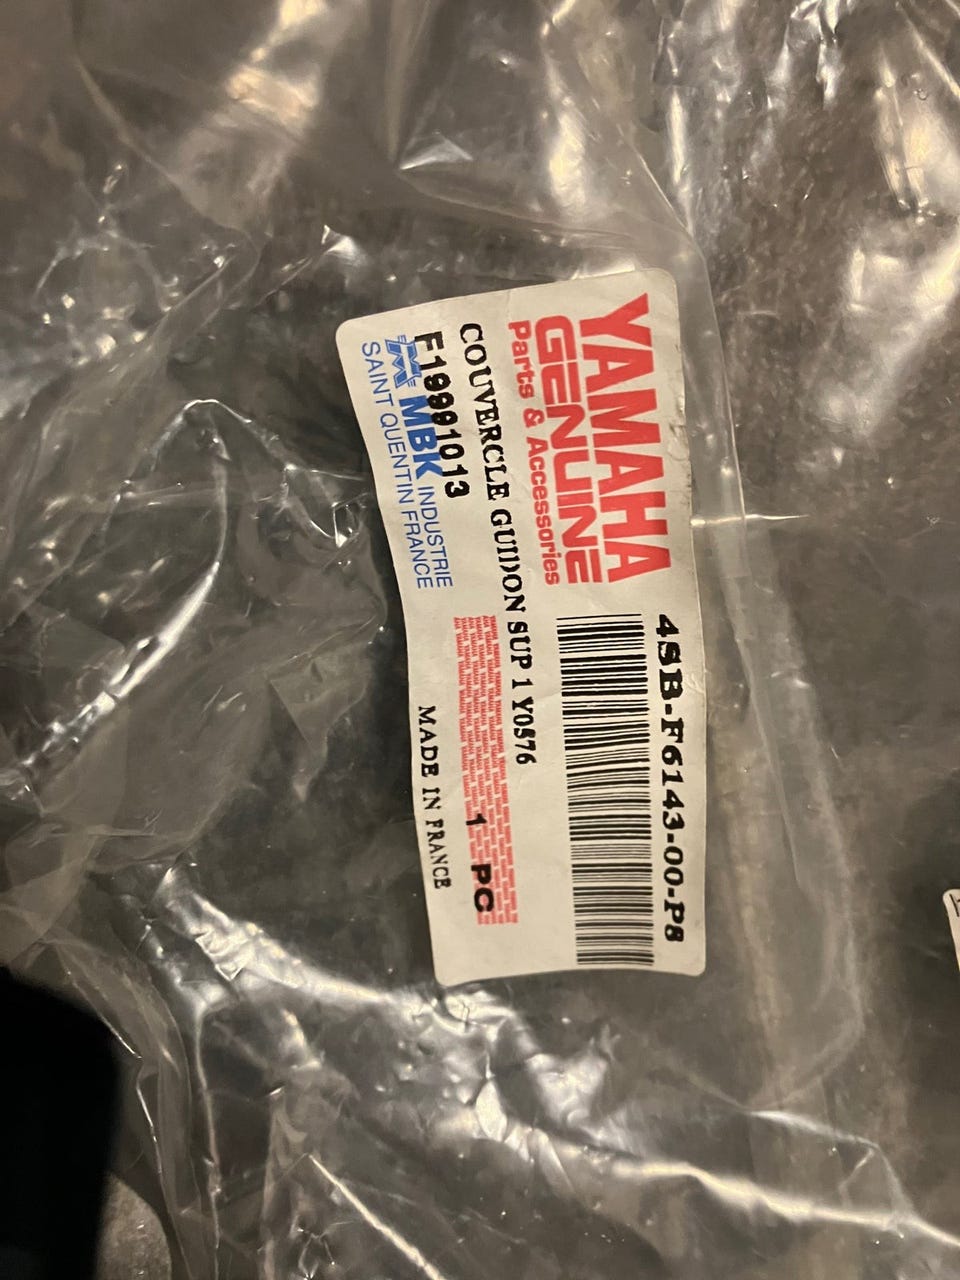 YAMAHA
GENUINE
Parts & Accessories
4SB-F6143-00-P8
COUVERCLE GUIDON SUP 1 Y0576
F19991013
1 PC
MBK INDUSTRIE
SAINT QUENTIN FRANCE
MADE IN FRANCE